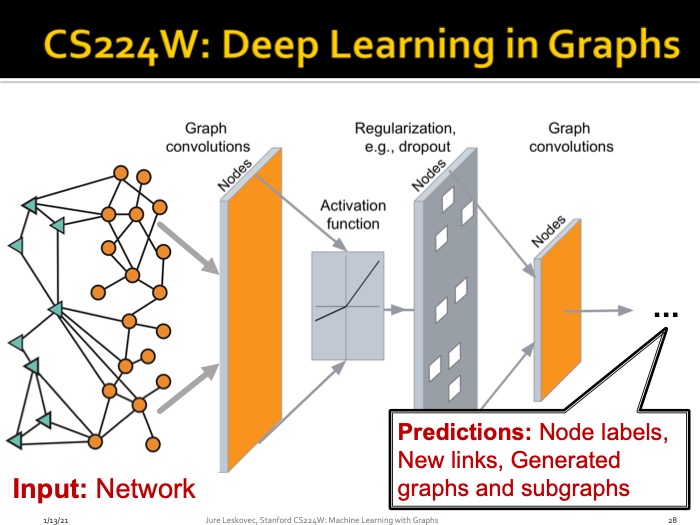 CS224W: Deep Learning in Graphs
Graph
convolutions
Regularization,
e.g., dropout
Graph
convolutions
Nodes
Nodes
Activation
function
Nodes
...
Predictions: Node labels,
New links, Generated
graphs and subgraphs
Input: Network
1/13/21
Jure Leskovec, Stanford CS224W: Machine Learning with Graphs
28